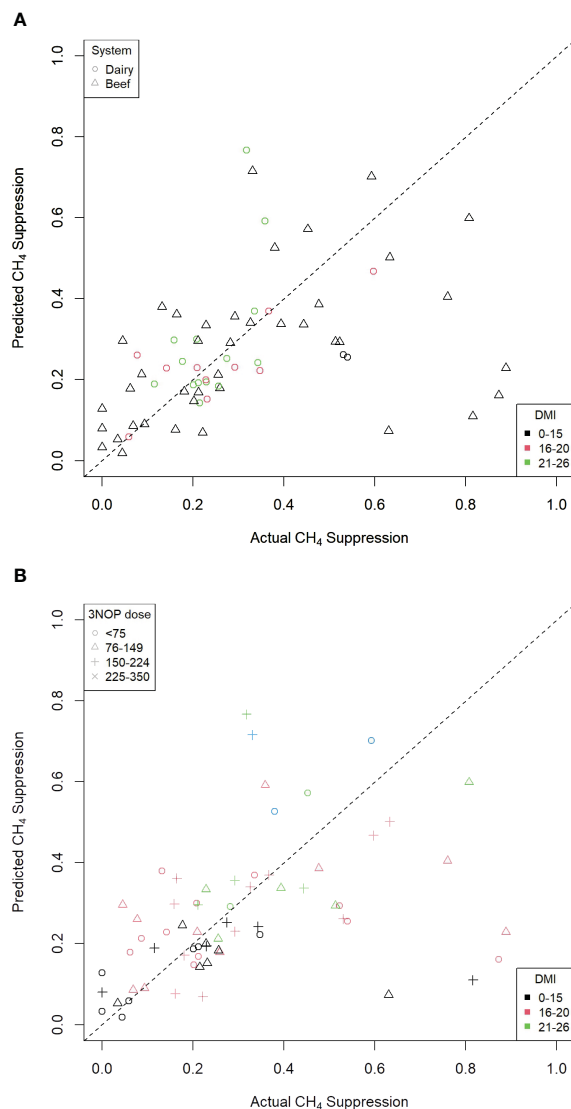 A
System
Dairy
Beef
Predicted CH₄ Suppression
1.0
0.8
0.6
0.4
0.2
0.0
DMI
0-15
16-20
21-26
0.0 0.2 0.4 0.6 0.8 1.0
Actual CH₄ Suppression
B
3NOP dose
<75
76-149
150-224
225-350
Predicted CH₄ Suppression
1.0
0.8
0.6
0.4
0.2
0.0
DMI
0-15
16-20
21-26
0.0 0.2 0.4 0.6 0.8 1.0
Actual CH₄ Suppression